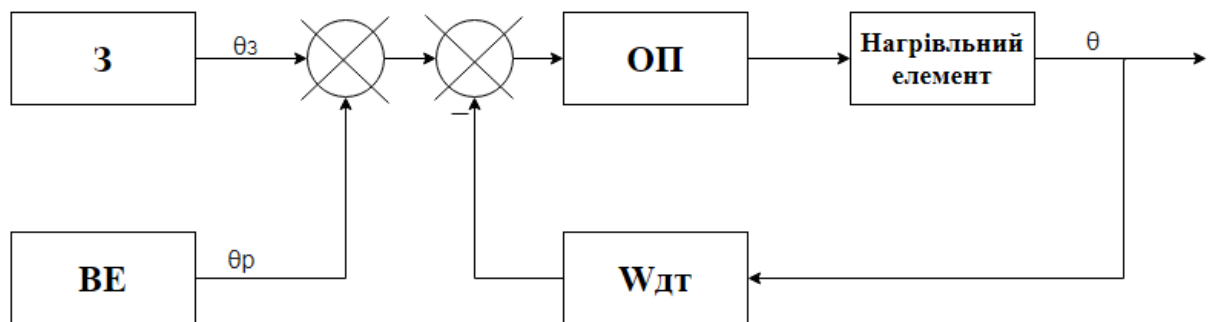 З
θз
ОП
Нагрівльний
елемент
θ
–
ВЕ
θр
Wдт